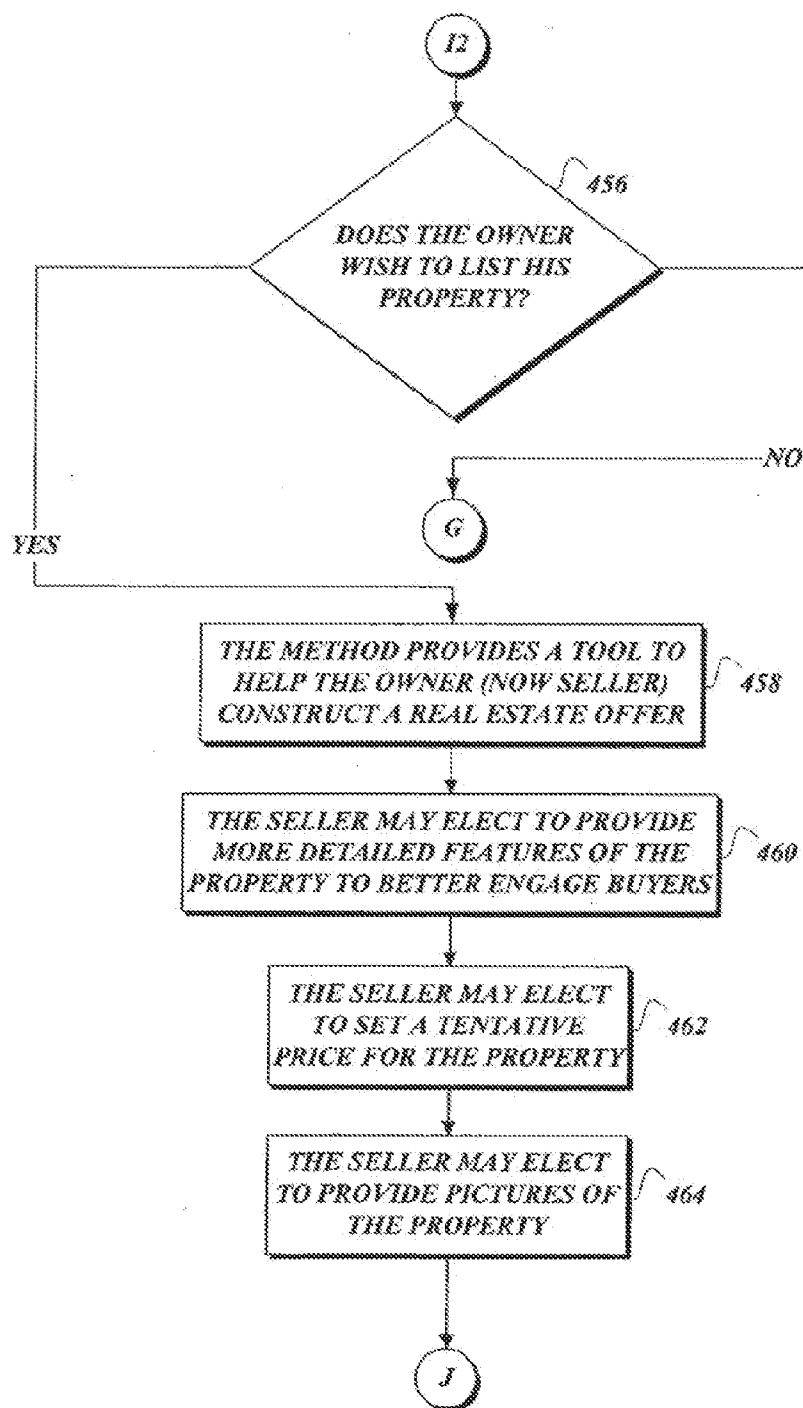 I2
456
DOES THE OWNER
WISH TO LIST HIS
PROPERTY?
NO
G
YES
THE METHOD PROVIDES A TOOL TO
HELP THE OWNER (NOW SELLER)
CONSTRUCT A REAL ESTATE OFFER
458
THE SELLER MAY ELECT TO PROVIDE
MORE DETAILED FEATURES OF THE
PROPERTY TO BETTER ENGAGE BUYERS
460
THE SELLER MAY ELECT
TO SET A TENTATIVE
PRICE FOR THE PROPERTY
462
THE SELLER MAY ELECT
TO PROVIDE PICTURES OF
THE PROPERTY
464
J